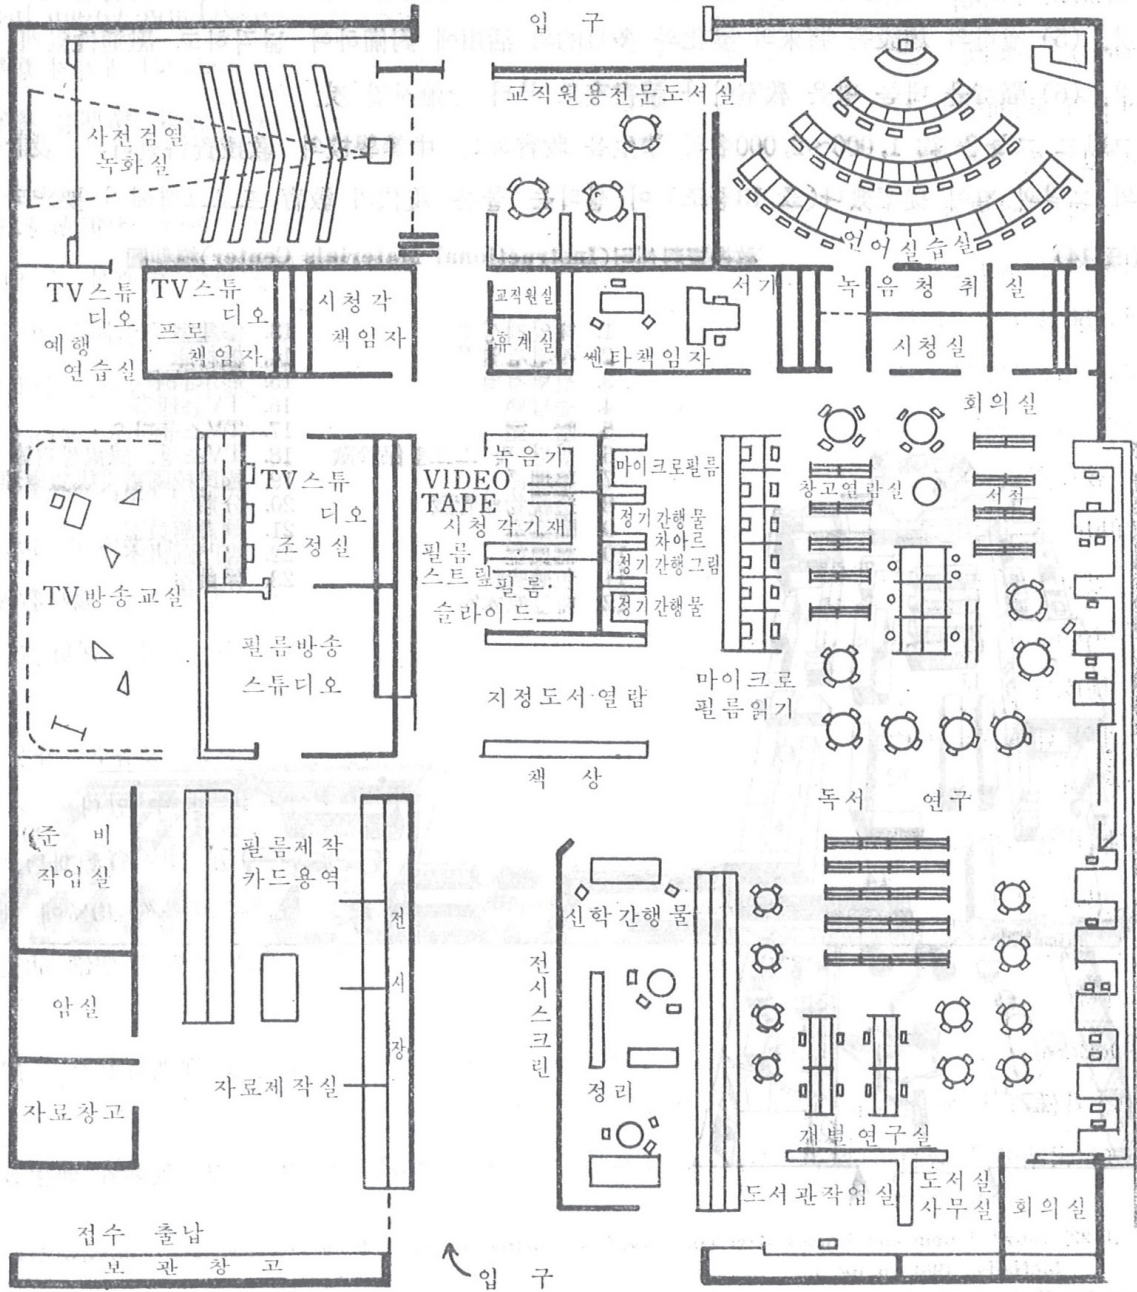 입 구
교직원용전문도서실
사전검열
녹화실
언어실습실
TV스튜
디오
예행
연습실
TV스튜
디오
프로
책임자
시청각
책임자
교직원실
휴게실
쎈타책임자
서기
녹 음 청 취 실
시청실
회의실
녹음기
VIDEO
TAPE
시청각기재
필름
스트립
필름
슬라이드
마이크로필름
정기간행물
차아트
정기간행그림
정기간행물
창고열람실
서점
TV스튜
디오
조정실
TV방송교실
필름방송
스튜디오
지정도서열람
마이크로
필름읽기
책 상
독서 연구
준 비
작업실
필름제작
카드용역
전
시
장
신학간행물
전시스크린
암실
자료제작실
정리
자료창고
개별연구실
도서관작업실
도서실
사무실
회의실
접수 출납
보관창고
입 구